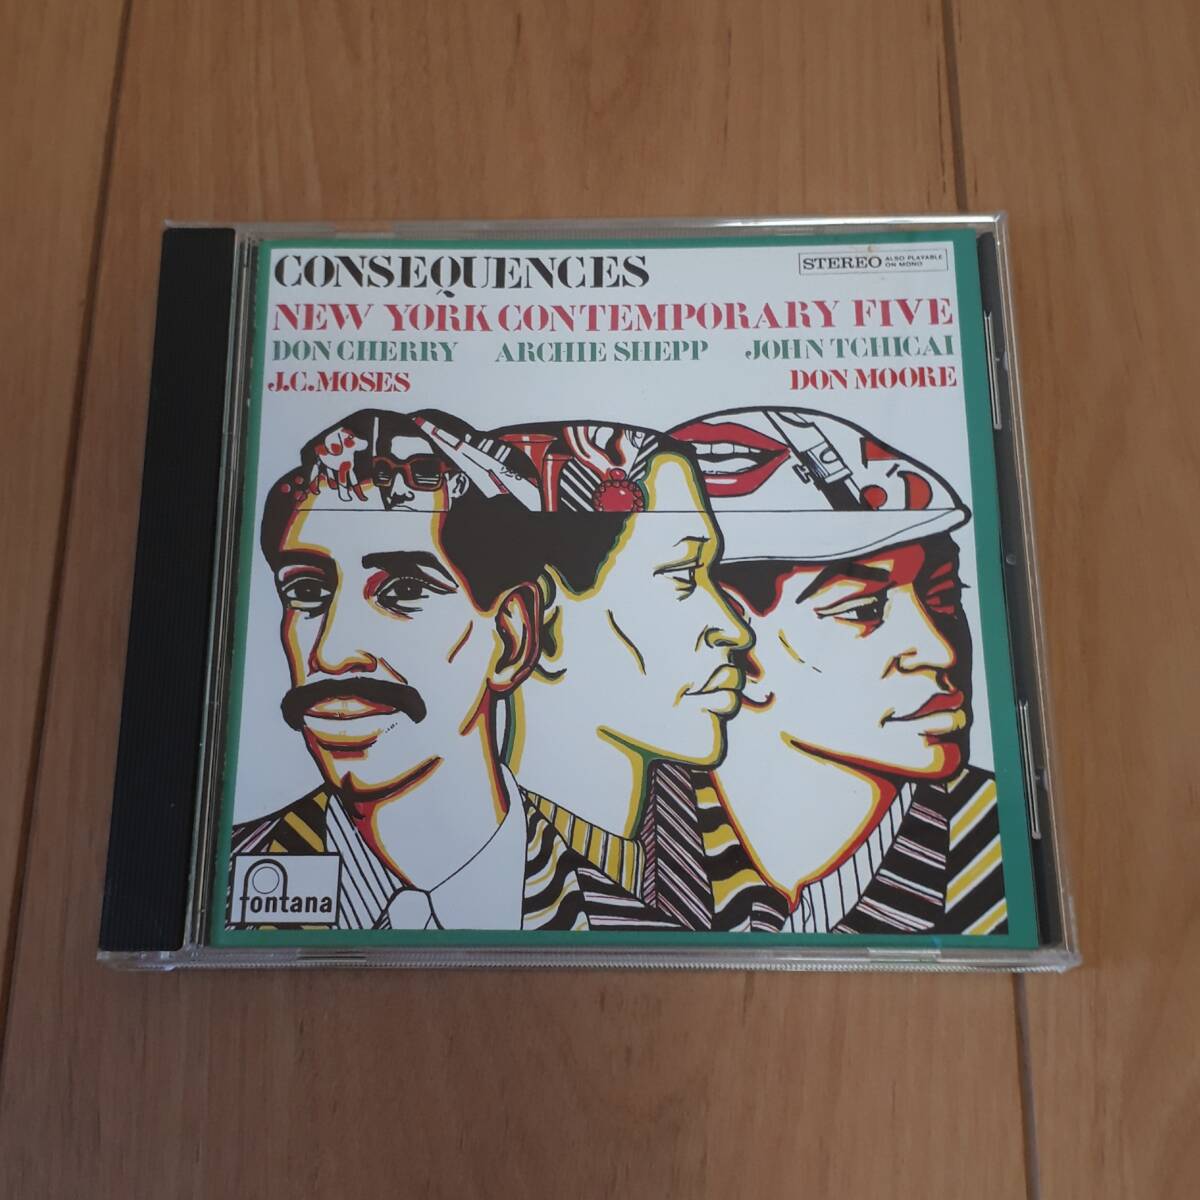 CONSEQUENCES
STEREO ALSO PLAYABLE
ON MONO
NEW YORK CONTEMPORARY FIVE
DON CHERRY ARCHIE SHEPP JOHN TCHICAI
J.C.MOSES DON MOORE
fontana